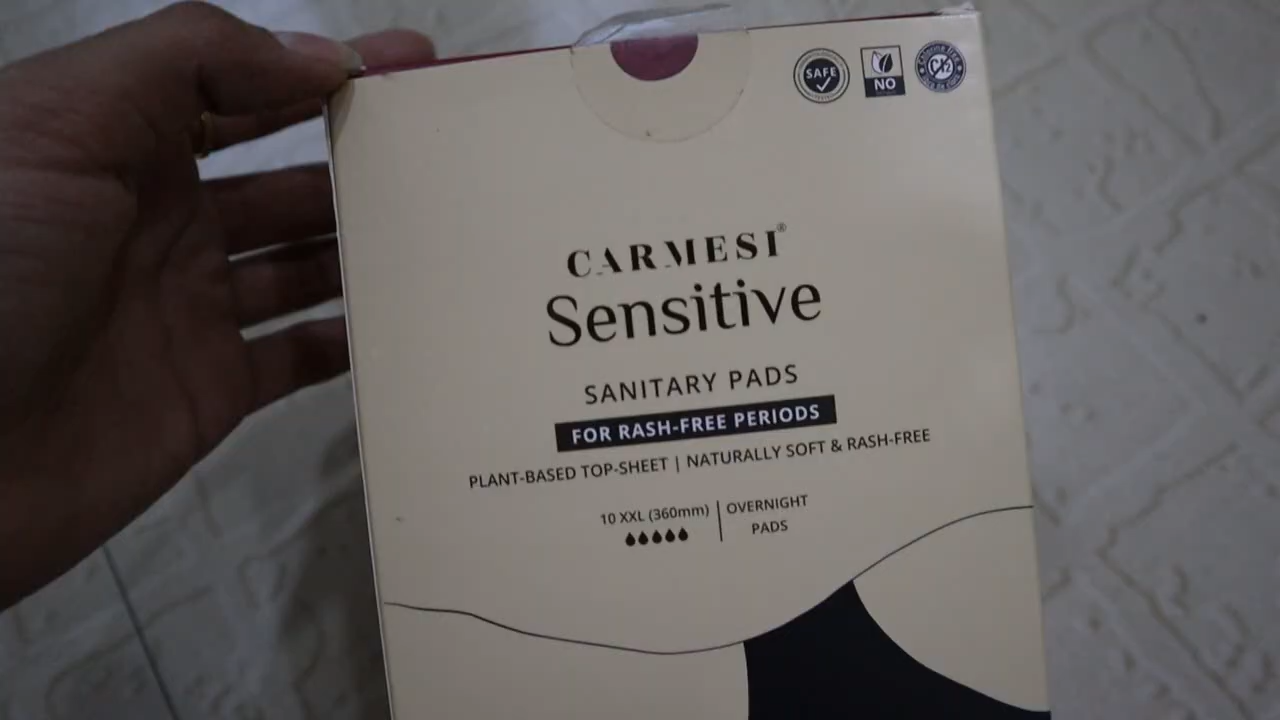 SAFE
NO
CARMESI®
Sensitive
SANITARY PADS
FOR RASH-FREE PERIODS
PLANT-BASED TOP-SHEET | NATURALLY SOFT & RASH-FREE
10 XXL (360mm) | OVERNIGHT
PADS